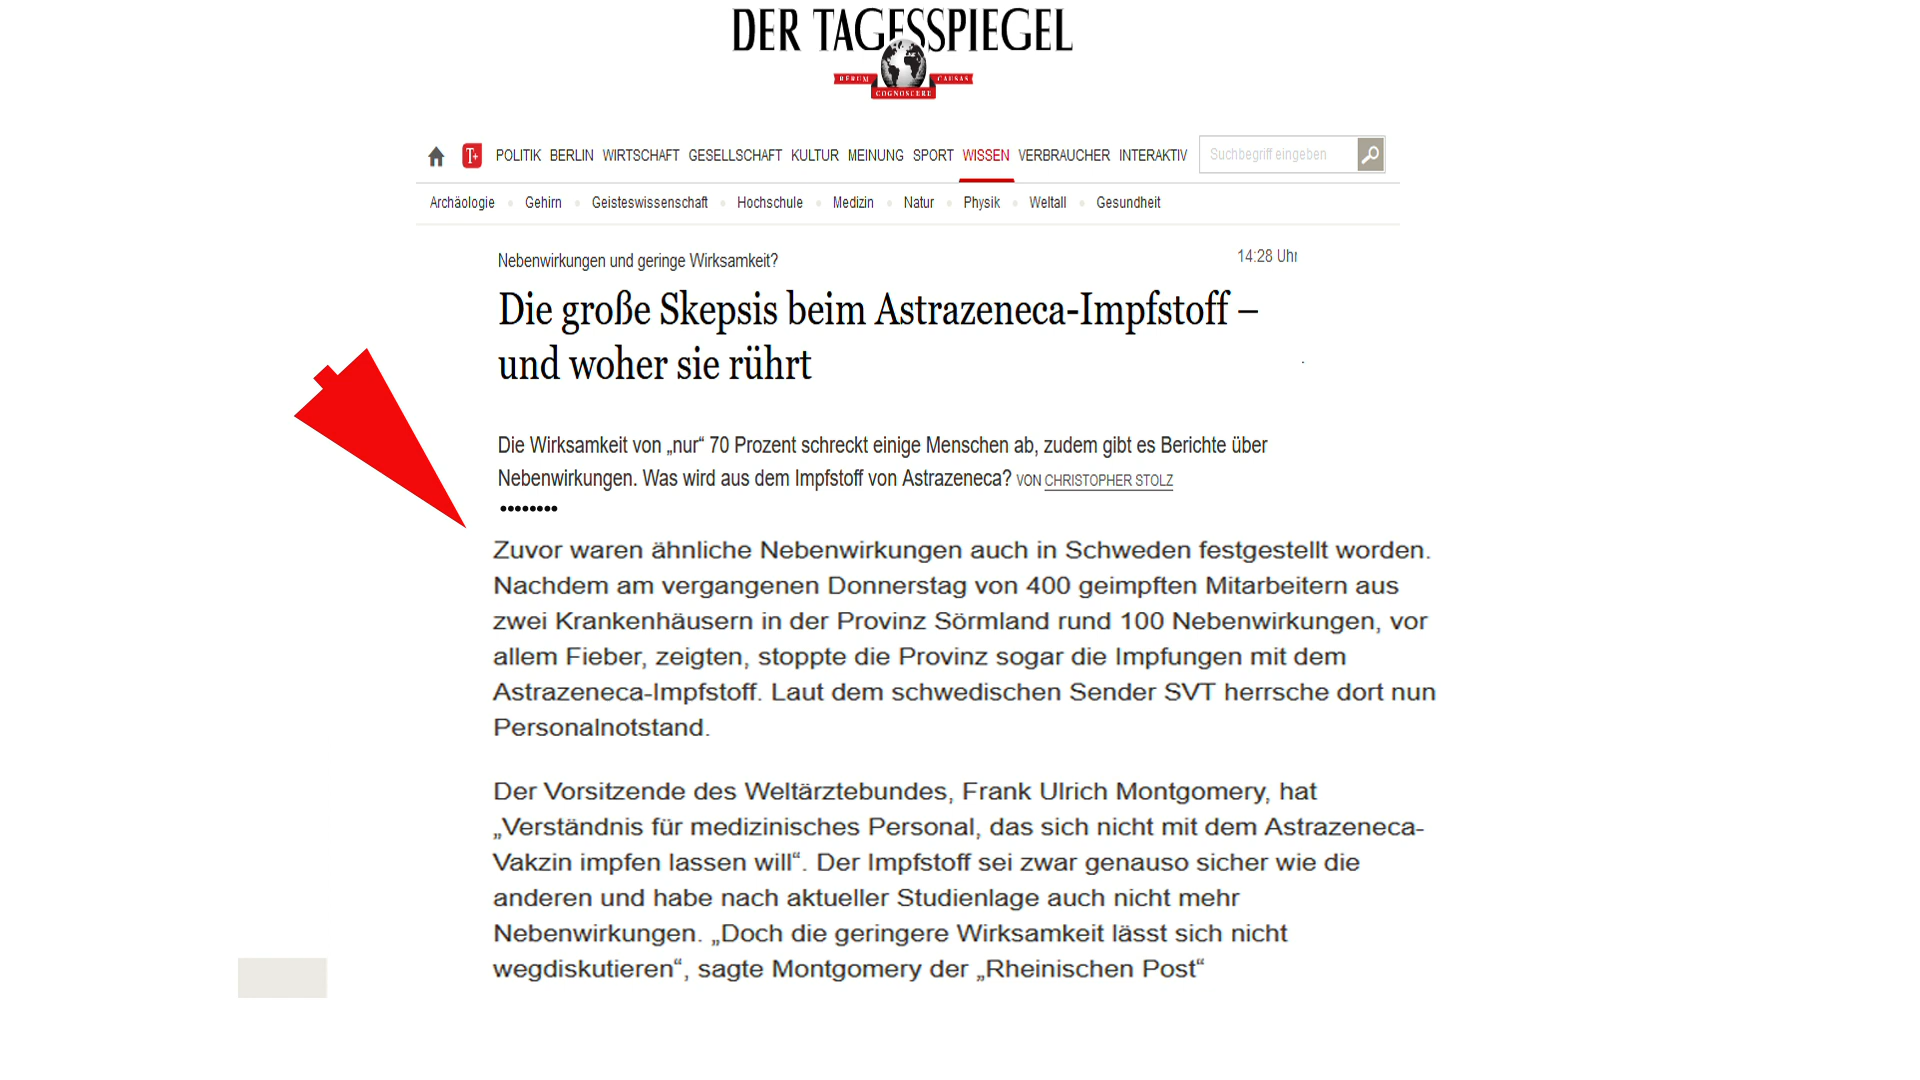 DER TAGESSPIEGEL
RERUM CAUSAS
COGNOSCERE
T+ POLITIK BERLIN WIRTSCHAFT GESELLSCHAFT KULTUR MEINUNG SPORT WISSEN VERBRAUCHER INTERAKTIV Suchbegriff eingeben
Archäologie Gehirn Geisteswissenschaft Hochschule Medizin Natur Physik Weltall Gesundheit
Nebenwirkungen und geringe Wirksamkeit? 14:28 Uhr
Die große Skepsis beim Astrazeneca-Impfstoff –
und woher sie rührt
Die Wirksamkeit von „nur“ 70 Prozent schreckt einige Menschen ab, zudem gibt es Berichte über
Nebenwirkungen. Was wird aus dem Impfstoff von Astrazeneca? VON CHRISTOPHER STOLZ
........
Zuvor waren ähnliche Nebenwirkungen auch in Schweden festgestellt worden.
Nachdem am vergangenen Donnerstag von 400 geimpften Mitarbeitern aus
zwei Krankenhäusern in der Provinz Sörmland rund 100 Nebenwirkungen, vor
allem Fieber, zeigten, stoppte die Provinz sogar die Impfungen mit dem
Astrazeneca-Impfstoff. Laut dem schwedischen Sender SVT herrsche dort nun
Personalnotstand.
Der Vorsitzende des Weltärztebundes, Frank Ulrich Montgomery, hat
„Verständnis für medizinisches Personal, das sich nicht mit dem Astrazeneca-
Vakzin impfen lassen will“. Der Impfstoff sei zwar genauso sicher wie die
anderen und habe nach aktueller Studienlage auch nicht mehr
Nebenwirkungen. „Doch die geringere Wirksamkeit lässt sich nicht
wegdiskutieren“, sagte Montgomery der „Rheinischen Post“